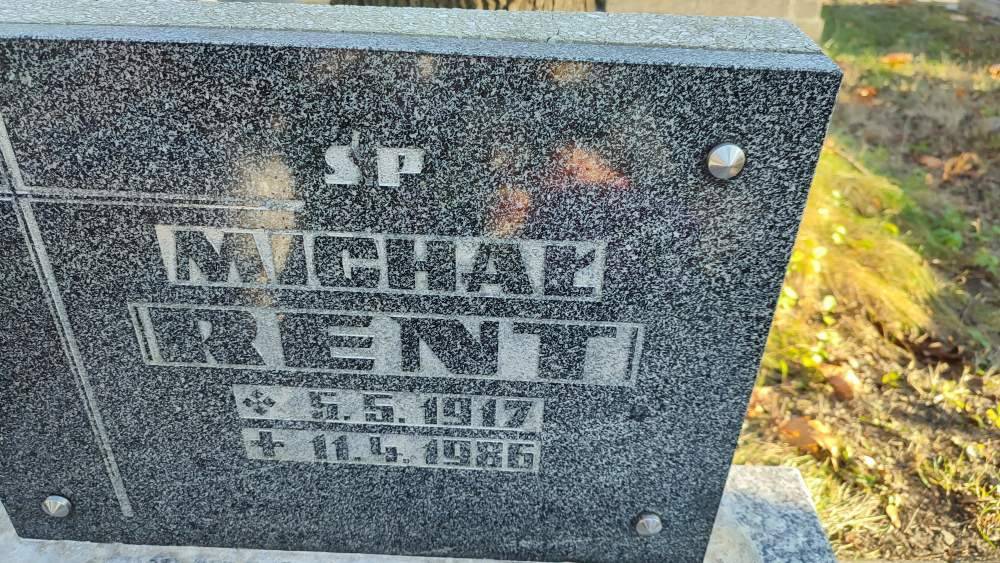 ŚP
MICHAŁ
RENT
5.5.1917
✝ 11.4.1986